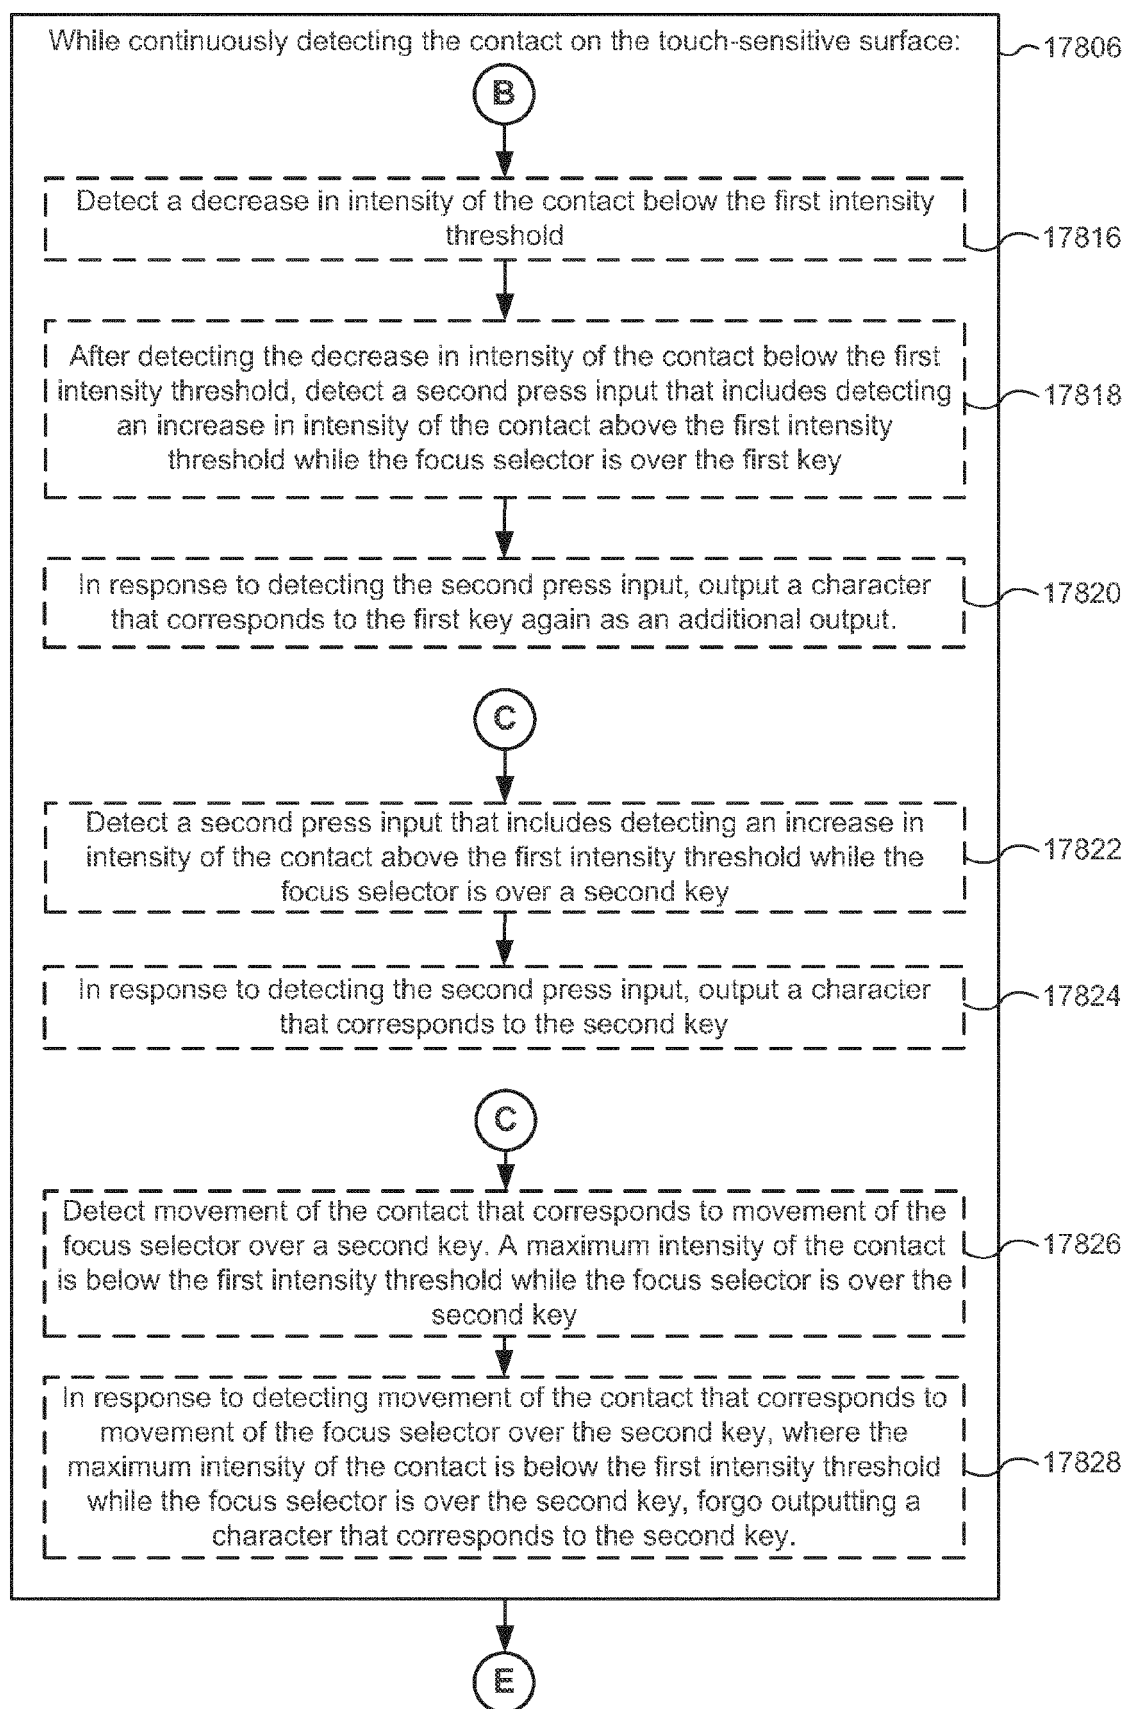 While continuously detecting the contact on the touch-sensitive surface:
17806
B
Detect a decrease in intensity of the contact below the first intensity
threshold
17816
After detecting the decrease in intensity of the contact below the first
intensity threshold, detect a second press input that includes detecting
an increase in intensity of the contact above the first intensity
threshold while the focus selector is over the first key
17818
In response to detecting the second press input, output a character
that corresponds to the first key again as an additional output.
17820
C
Detect a second press input that includes detecting an increase in
intensity of the contact above the first intensity threshold while the
focus selector is over a second key
17822
In response to detecting the second press input, output a character
that corresponds to the second key
17824
C
Detect movement of the contact that corresponds to movement of the
focus selector over a second key. A maximum intensity of the contact
is below the first intensity threshold while the focus selector is over the
second key
17826
In response to detecting movement of the contact that corresponds to
movement of the focus selector over the second key, where the
maximum intensity of the contact is below the first intensity threshold
while the focus selector is over the second key, forgo outputting a
character that corresponds to the second key.
17828
E